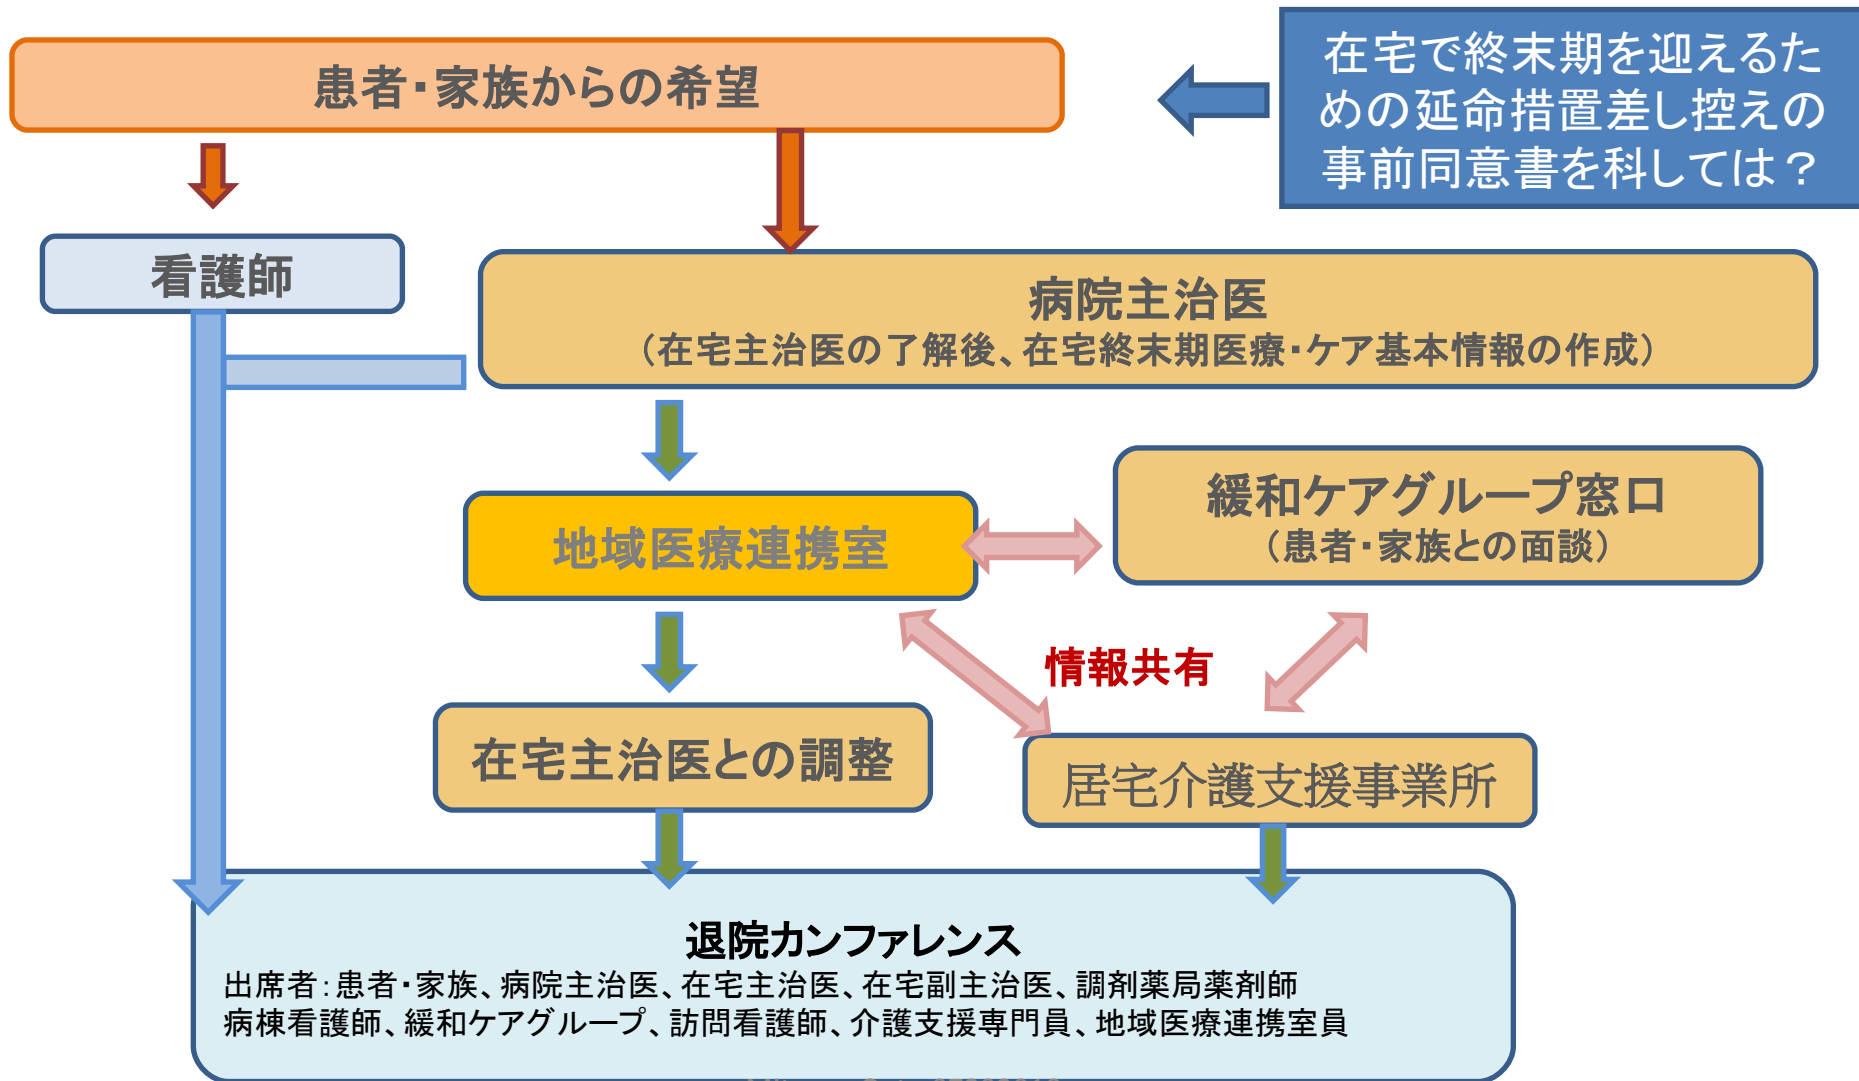 患者・家族からの希望
在宅で終末期を迎えるた
めの延命措置差し控えの
事前同意書を科しては？
看護師
病院主治医
（在宅主治医の了解後、在宅終末期医療・ケア基本情報の作成）
地域医療連携室
緩和ケアグループ窓口
（患者・家族との面談）
情報共有
在宅主治医との調整
居宅介護支援事業所
退院カンファレンス
出席者：患者・家族、病院主治医、在宅主治医、在宅副主治医、調剤薬局薬剤師
病棟看護師、緩和ケアグループ、訪問看護師、介護支援専門員、地域医療連携室員